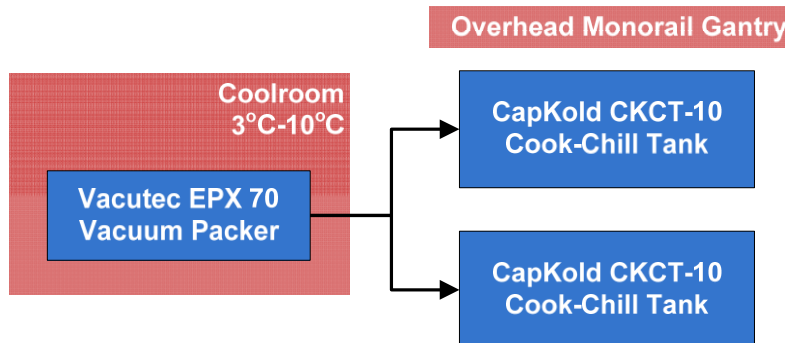 Overhead Monorail Gantry
Coolroom
3°C-10°C
Vacutec EPX 70
Vacuum Packer
CapKold CKCT-10
Cook-Chill Tank
CapKold CKCT-10
Cook-Chill Tank